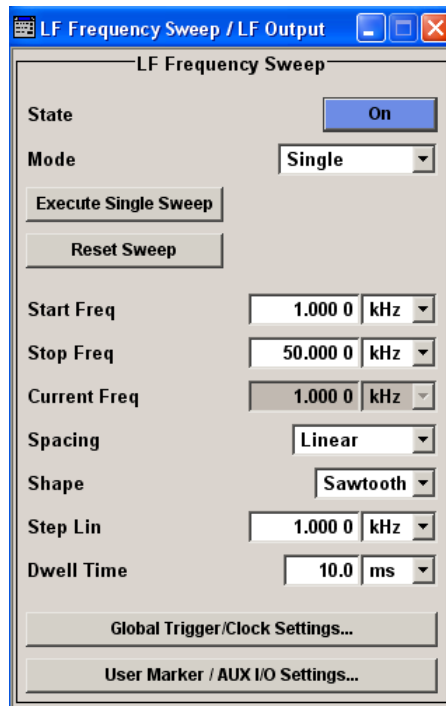 LF Frequency Sweep / LF Output
LF Frequency Sweep
State On
Mode Single
Execute Single Sweep
Reset Sweep
Start Freq 1.000 0 kHz
Stop Freq 50.000 0 kHz
Current Freq 1.000 0 kHz
Spacing Linear
Shape Sawtooth
Step Lin 1.000 0 kHz
Dwell Time 10.0 ms
Global Trigger/Clock Settings...
User Marker / AUX I/O Settings...